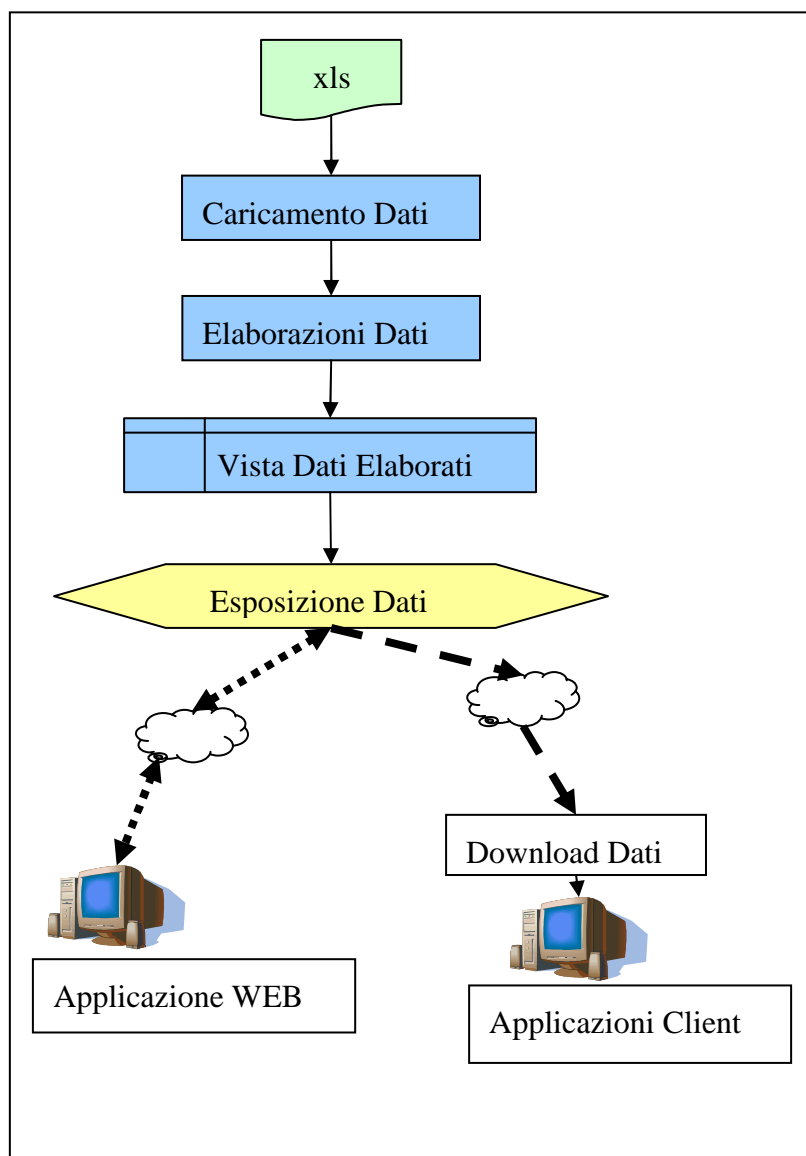 xls
Caricamento Dati
Elaborazioni Dati
Vista Dati Elaborati
Esposizione Dati
Download Dati
Applicazione WEB
Applicazioni Client